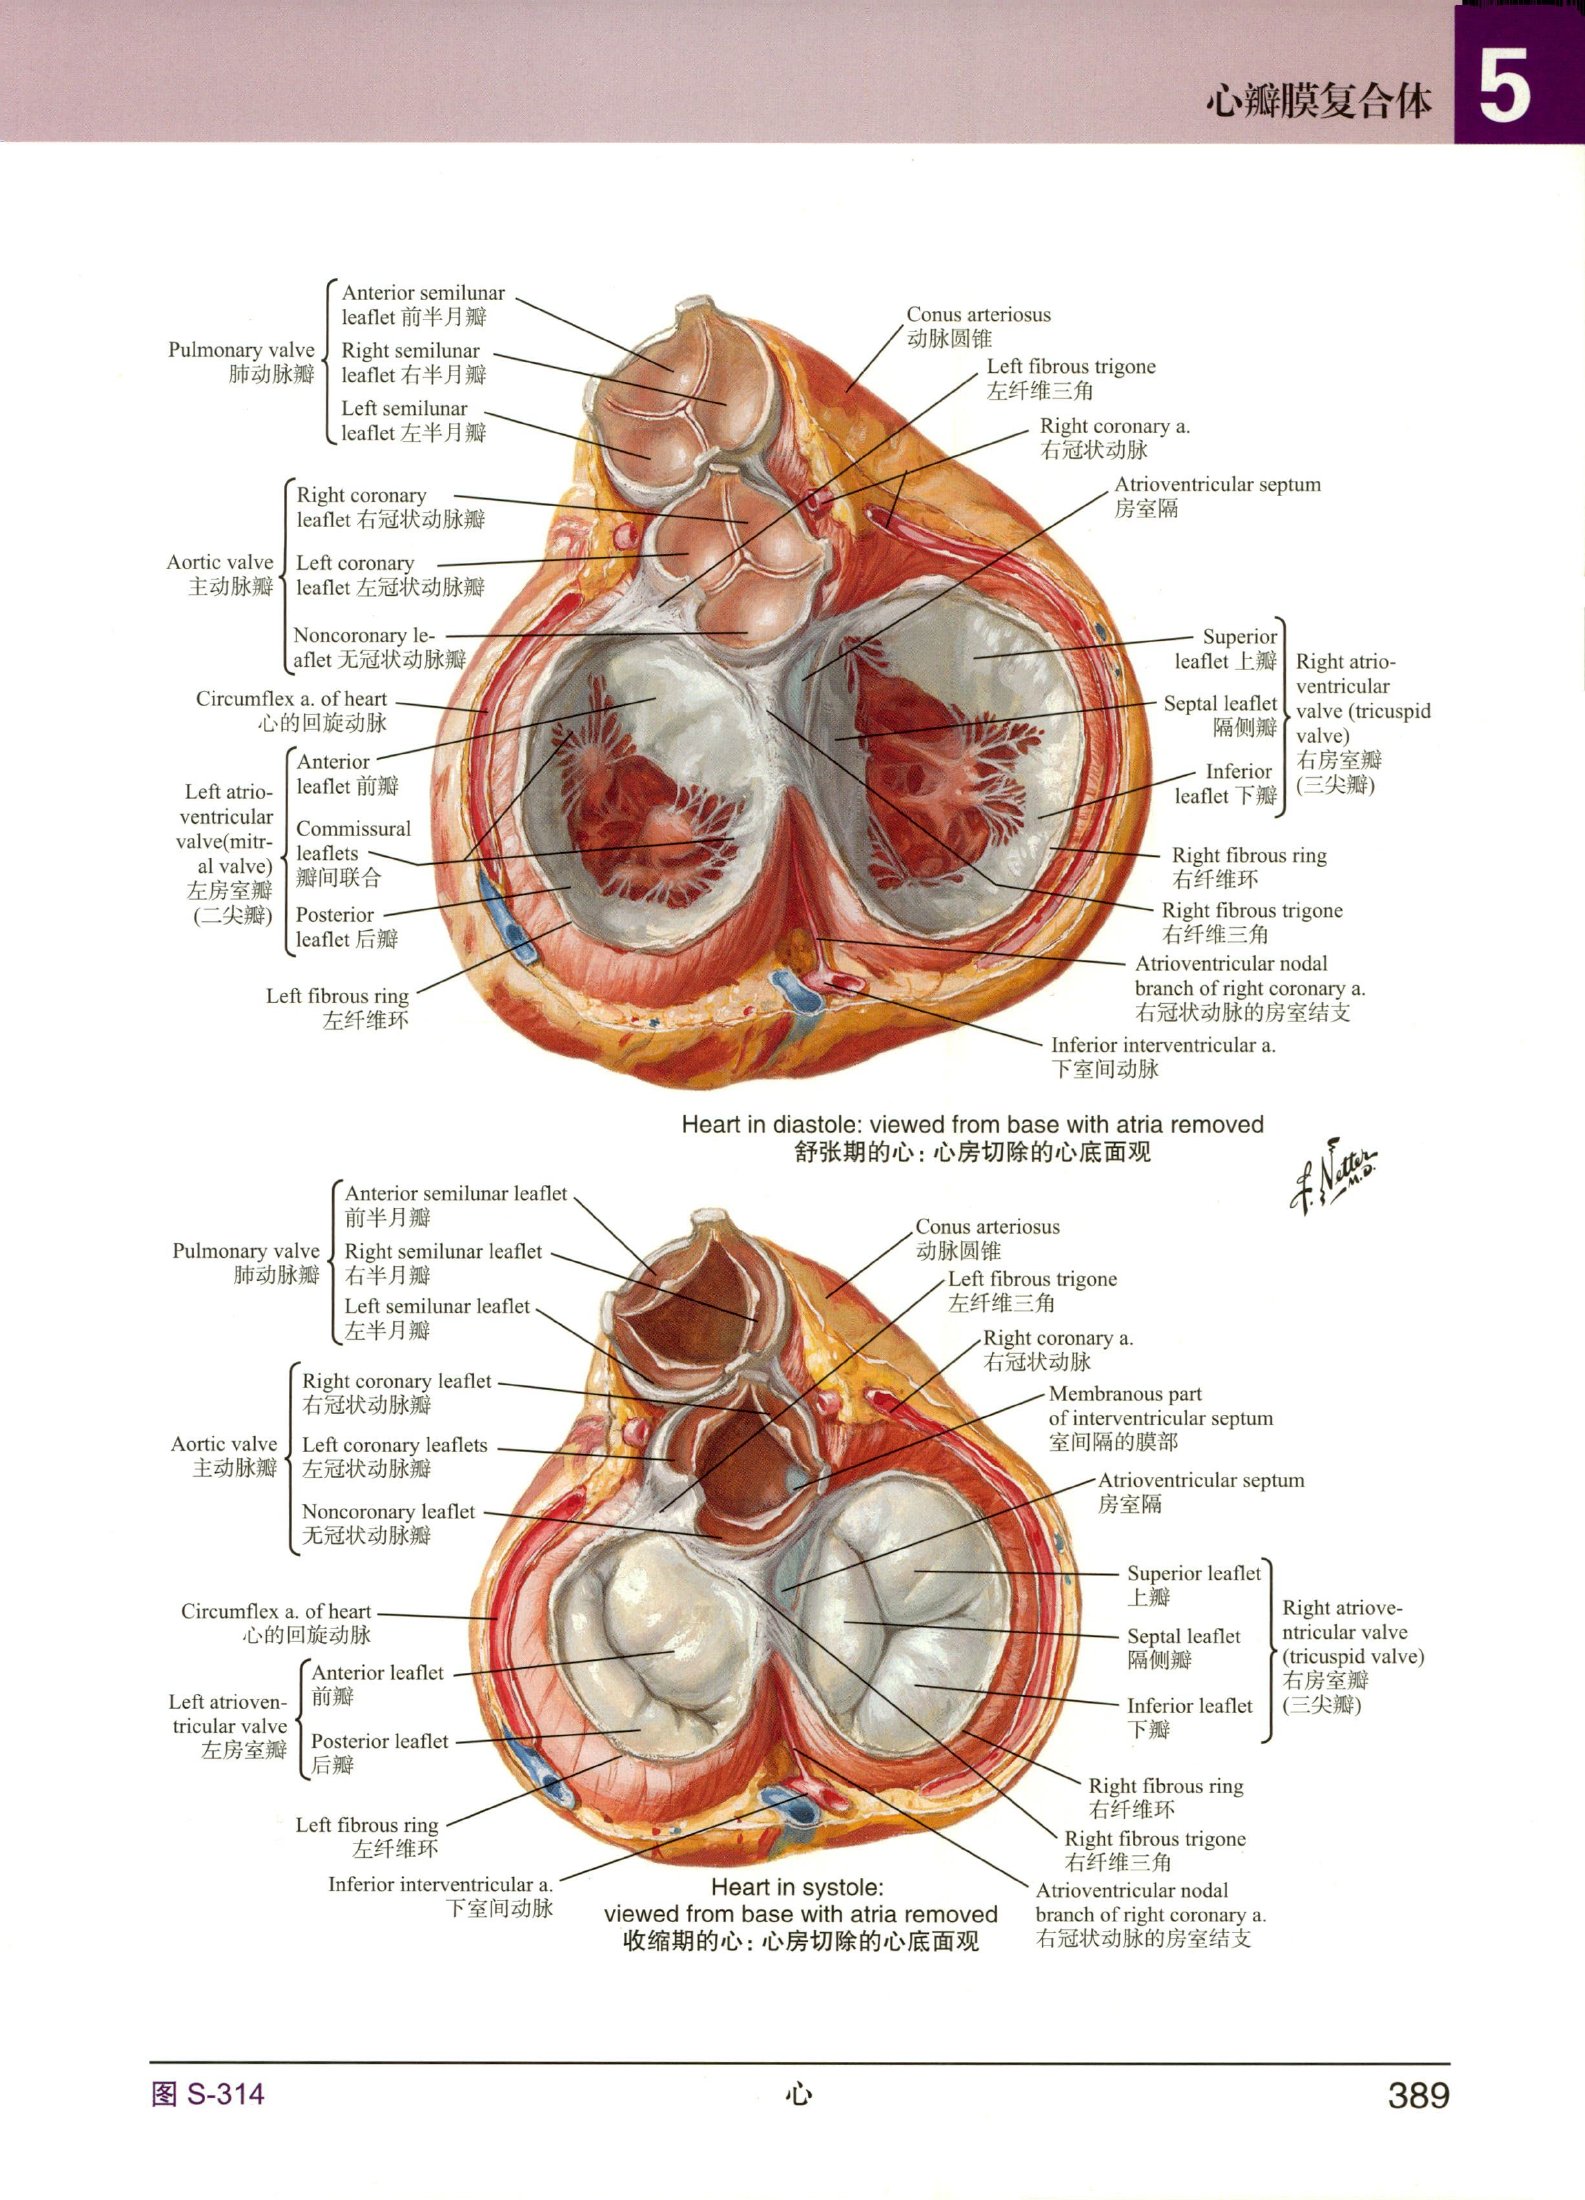 心瓣膜复合体
5
Anterior semilunar
leaflet 前半月瓣
Pulmonary valve
肺动脉瓣
Right semilunar
leaflet 右半月瓣
Left semilunar
leaflet 左半月瓣
Right coronary
leaflet 右冠状动脉瓣
Aortic valve
主动脉瓣
Left coronary
leaflet 左冠状动脉瓣
Noncoronary le-
aflet 无冠状动脉瓣
Circumflex a. of heart
心的回旋动脉
Anterior
leaflet 前瓣
Left atrio-
ventricular
valve(mitr-
al valve)
左房室瓣
(二尖瓣)
Commissural
leaflets
瓣间联合
Posterior
leaflet 后瓣
Left fibrous ring
左纤维环
Conus arteriosus
动脉圆锥
Left fibrous trigone
左纤维三角
Right coronary a.
右冠状动脉
Atrioventricular septum
房室隔
Superior
leaflet 上瓣
Septal leaflet
隔侧瓣
Inferior
leaflet 下瓣
Right atrio-
ventricular
valve (tricuspid
valve)
右房室瓣
(三尖瓣)
Right fibrous ring
右纤维环
Right fibrous trigone
右纤维三角
Atrioventricular nodal
branch of right coronary a.
右冠状动脉的房室结支
Inferior interventricular a.
下室间动脉
Heart in diastole: viewed from base with atria removed
舒张期的心：心房切除的心底面观
F. Netter
M.D.
Anterior semilunar leaflet
前半月瓣
Pulmonary valve
肺动脉瓣
Right semilunar leaflet
右半月瓣
Left semilunar leaflet
左半月瓣
Right coronary leaflet
右冠状动脉瓣
Aortic valve
主动脉瓣
Left coronary leaflets
左冠状动脉瓣
Noncoronary leaflet
无冠状动脉瓣
Circumflex a. of heart
心的回旋动脉
Anterior leaflet
前瓣
Left atrioven-
tricular valve
左房室瓣
Posterior leaflet
后瓣
Left fibrous ring
左纤维环
Inferior interventricular a.
下室间动脉
Conus arteriosus
动脉圆锥
Left fibrous trigone
左纤维三角
Right coronary a.
右冠状动脉
Membranous part
of interventricular septum
室间隔的膜部
Atrioventricular septum
房室隔
Superior leaflet
上瓣
Septal leaflet
隔侧瓣
Inferior leaflet
下瓣
Right atriove-
ntricular valve
(tricuspid valve)
右房室瓣
(三尖瓣)
Right fibrous ring
右纤维环
Right fibrous trigone
右纤维三角
Atrioventricular nodal
branch of right coronary a.
右冠状动脉的房室结支
Heart in systole:
viewed from base with atria removed
收缩期的心：心房切除的心底面观
图 S-314
心
389